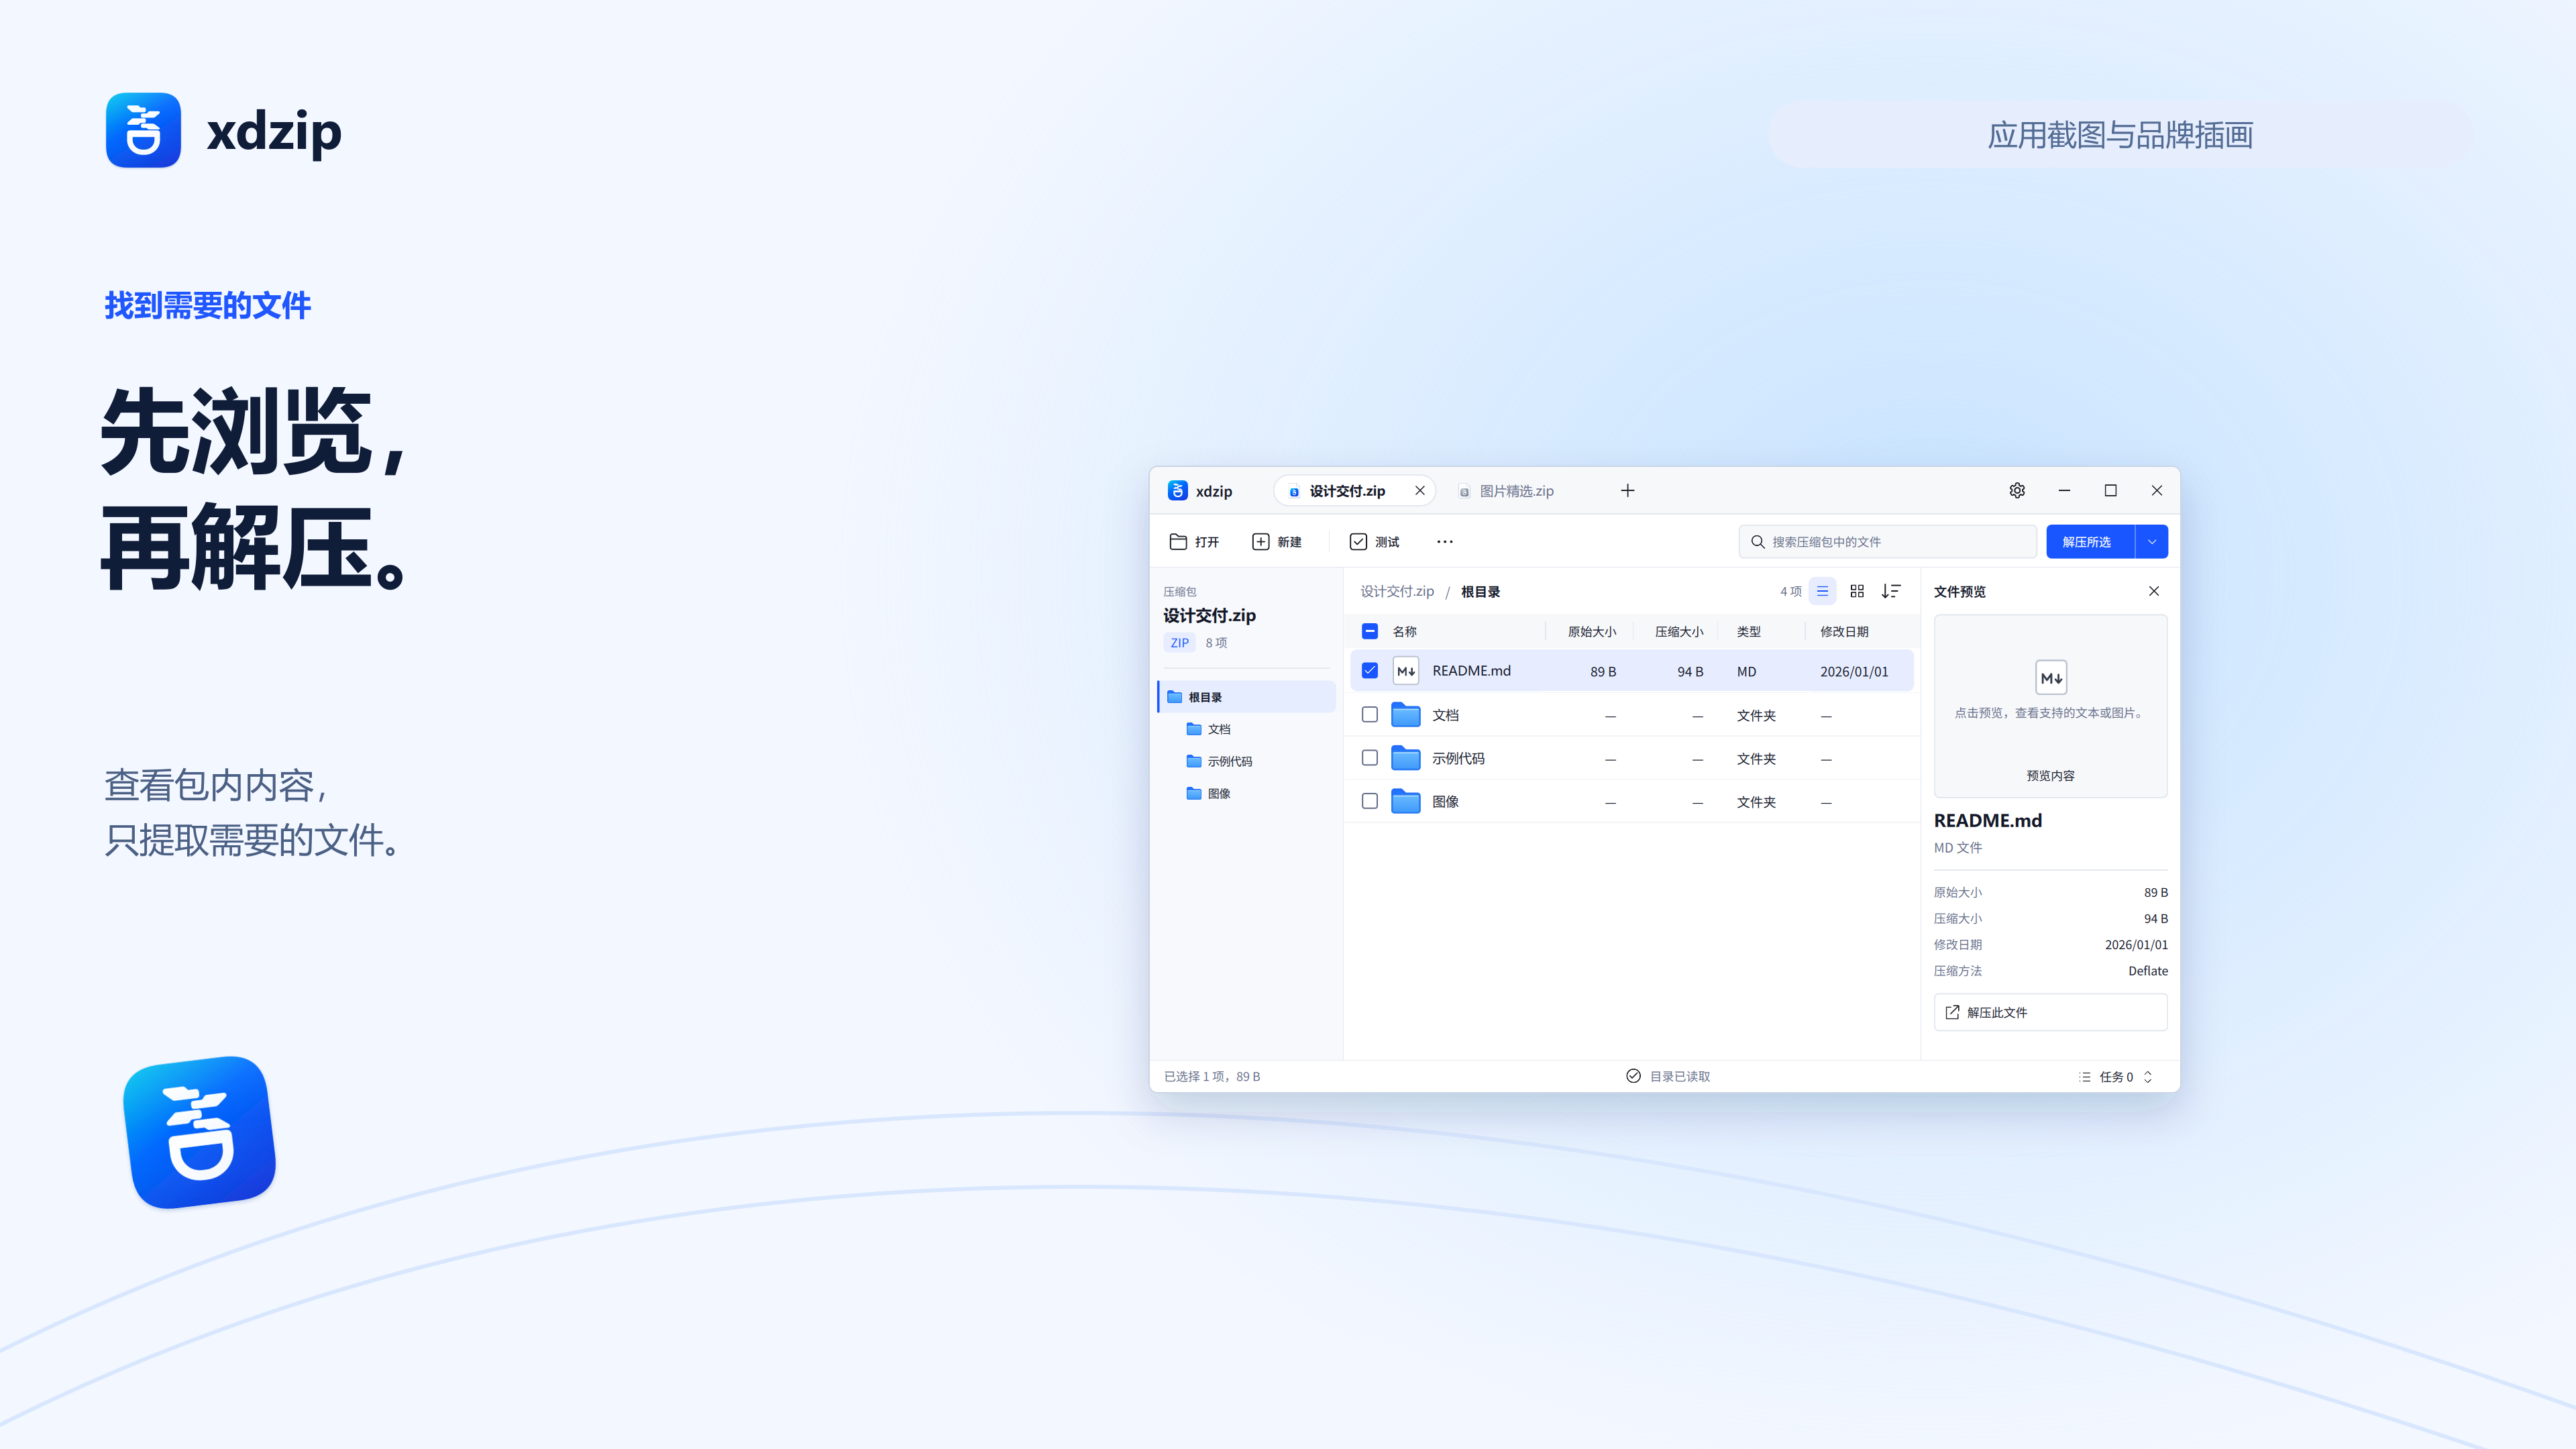 xdzip
应用截图与品牌插画
找到需要的文件
先浏览，
再解压。
查看包内内容，
只提取需要的文件。
xdzip 设计交付.zip 图片精选.zip
打开 新建 测试 搜索压缩包中的文件 解压所选
压缩包
设计交付.zip
ZIP 8 项
根目录
文档
示例代码
图像
设计交付.zip / 根目录 4 项
名称 原始大小 压缩大小 类型 修改日期
README.md 89 B 94 B MD 2026/01/01
文档 — — 文件夹 —
示例代码 — — 文件夹 —
图像 — — 文件夹 —
文件预览
M↓
点击预览，查看支持的文本或图片。
预览内容
README.md
MD 文件
原始大小 89 B
压缩大小 94 B
修改日期 2026/01/01
压缩方法 Deflate
解压此文件
已选择 1 项，89 B 目录已读取 任务 0